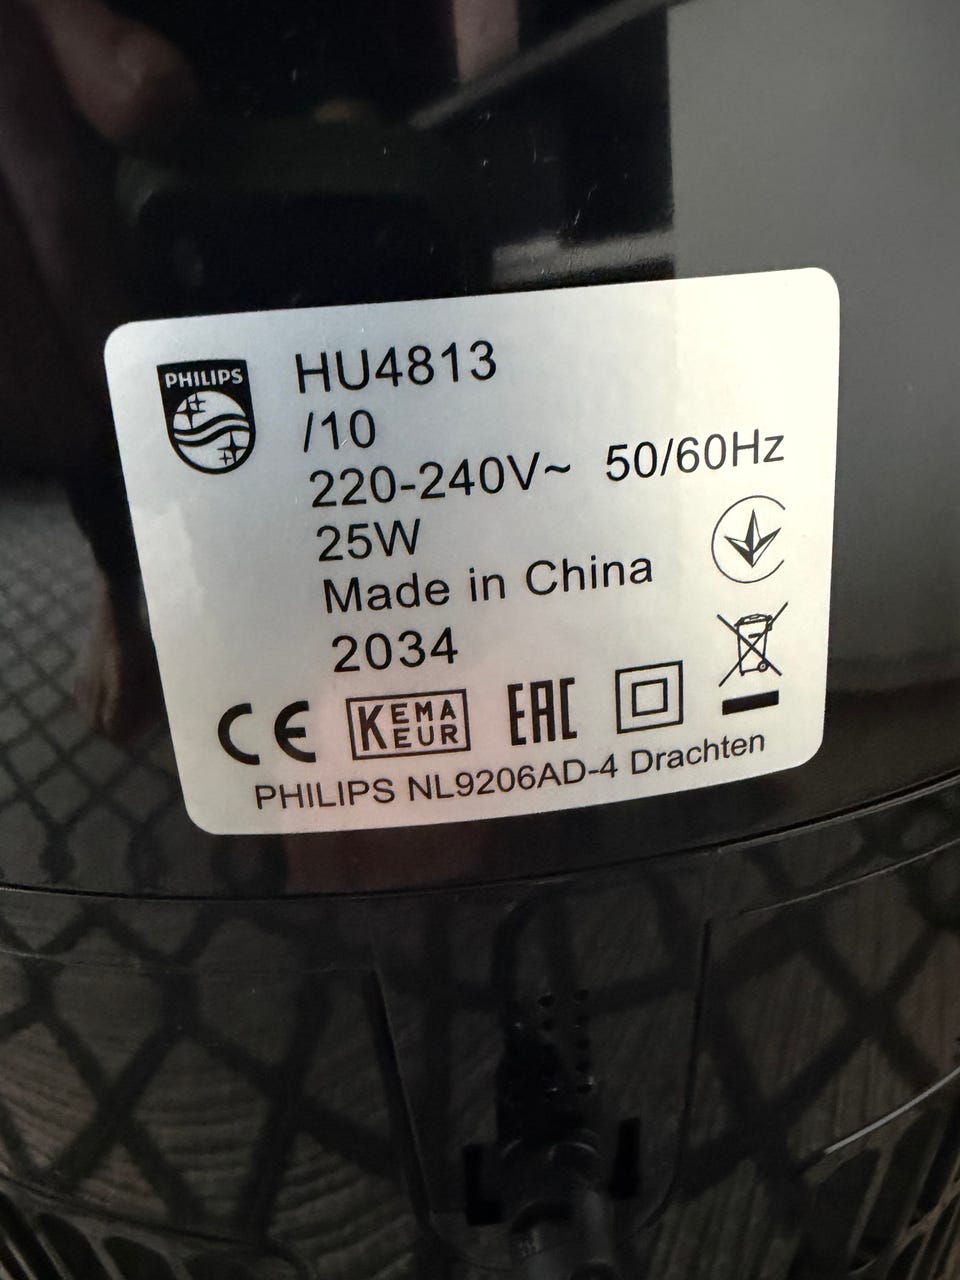 PHILIPS
HU4813
/10
220-240V~ 50/60Hz
25W
Made in China
2034
CE
KEMA
EUR
EAC
PHILIPS NL9206AD-4 Drachten